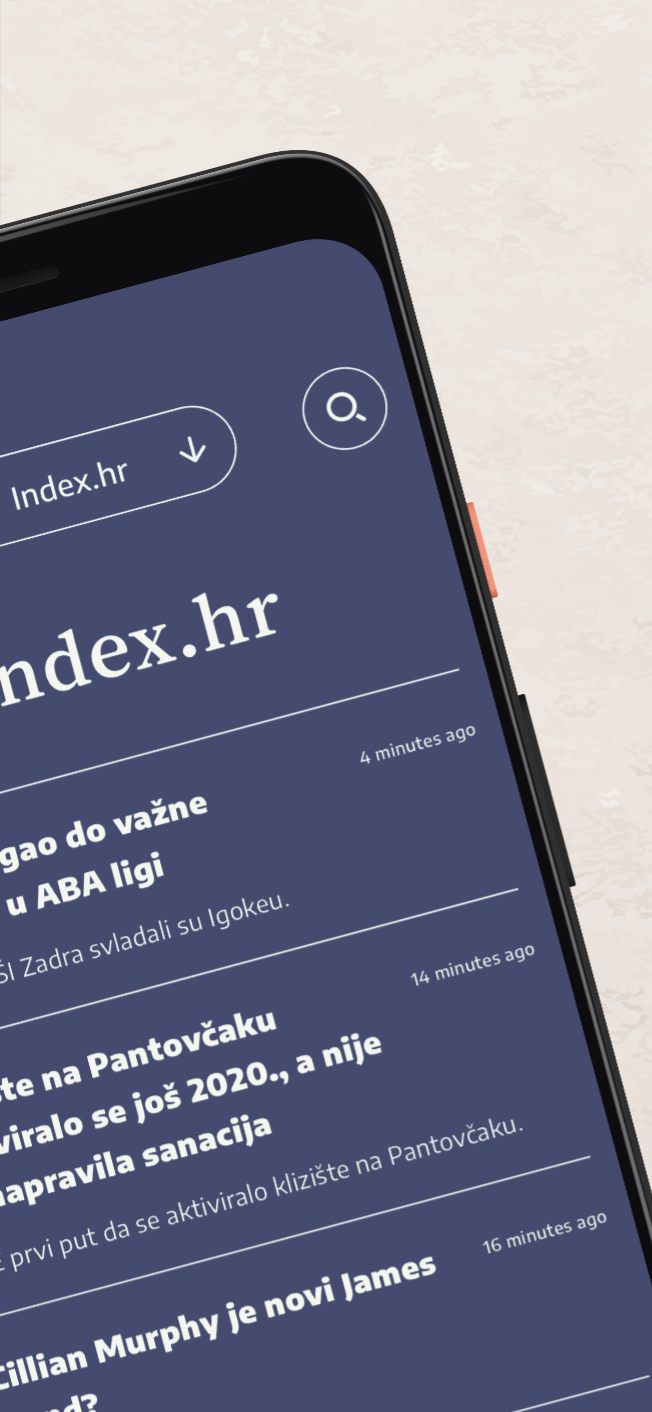 Index.hr
ndex.hr
4 minutes ago
gao do važne
u ABA ligi
ŠI Zadra svladali su Igokeu.
14 minutes ago
šte na Pantovčaku
viralo se još 2020., a nije
napravila sanacija
prvi put da se aktiviralo klizište na Pantovčaku.
16 minutes ago
Cillian Murphy je novi James
nd?